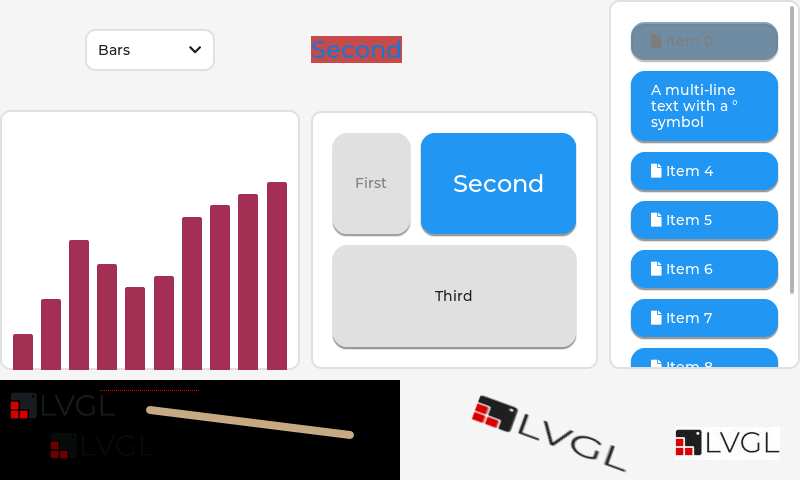 Bars
Second
First
Second
Third
Item 0
A multi-line
text with a °
symbol
Item 4
Item 5
Item 6
Item 7
Item 8
LVGL
LVGL
LVGL
LVGL